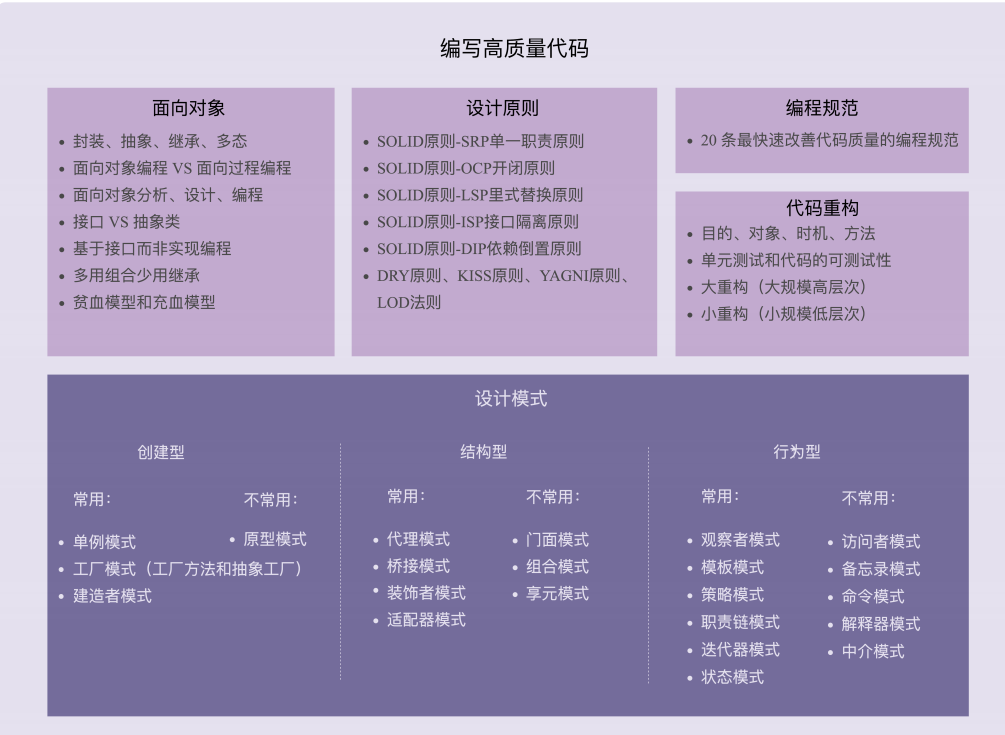 编写高质量代码
面向对象
封装、抽象、继承、多态
面向对象编程 VS 面向过程编程
面向对象分析、设计、编程
接口 VS 抽象类
基于接口而非实现编程
多用组合少用继承
贫血模型和充血模型
设计原则
SOLID原则-SRP单一职责原则
SOLID原则-OCP开闭原则
SOLID原则-LSP里式替换原则
SOLID原则-ISP接口隔离原则
SOLID原则-DIP依赖倒置原则
DRY原则、KISS原则、YAGNI原则、
LOD法则
编程规范
20 条最快速改善代码质量的编程规范
代码重构
目的、对象、时机、方法
单元测试和代码的可测试性
大重构（大规模高层次）
小重构（小规模低层次）
设计模式
创建型
常用：
单例模式
工厂模式（工厂方法和抽象工厂）
建造者模式
不常用：
原型模式
结构型
常用：
代理模式
桥接模式
装饰者模式
适配器模式
不常用：
门面模式
组合模式
享元模式
行为型
常用：
观察者模式
模板模式
策略模式
职责链模式
迭代器模式
状态模式
不常用：
访问者模式
备忘录模式
命令模式
解释器模式
中介模式